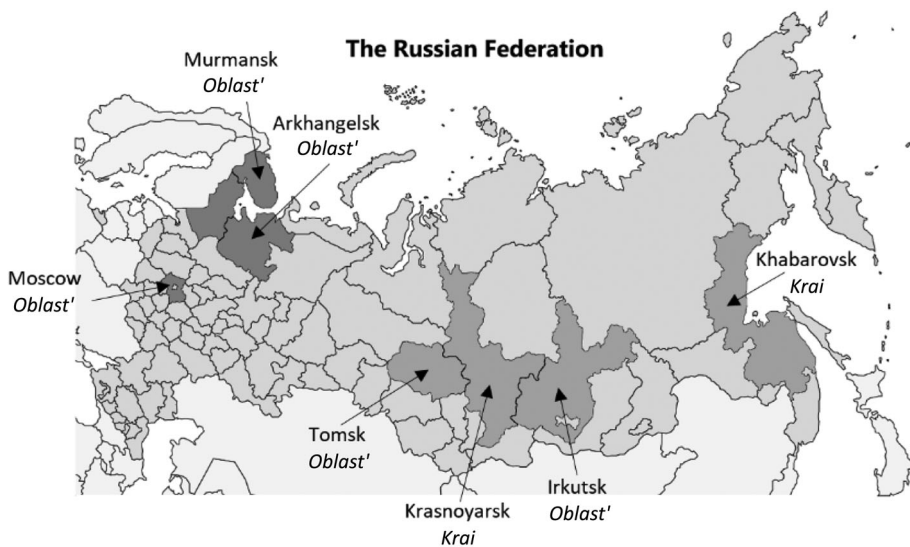 The Russian Federation
Murmansk
Oblast'
Arkhangelsk
Oblast'
Moscow
Oblast'
Khabarovsk
Krai
Tomsk
Oblast'
Krasnoyarsk
Krai
Irkutsk
Oblast'